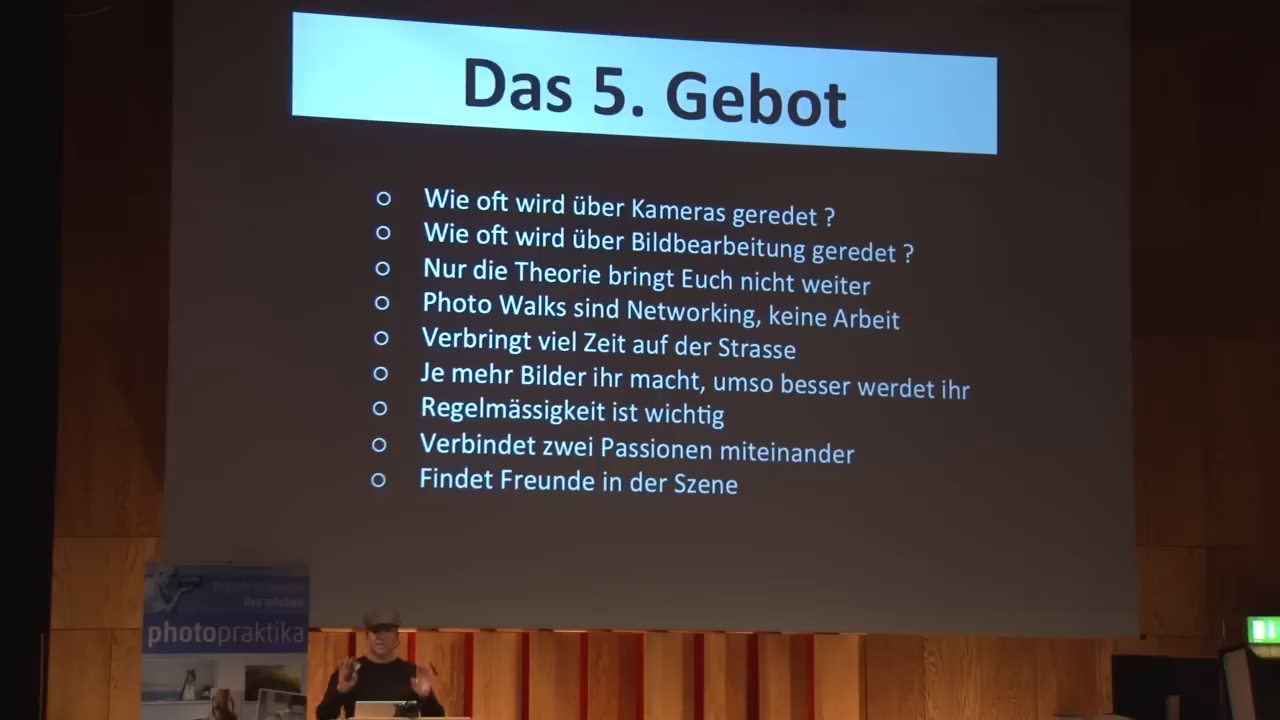 Das 5. Gebot
Wie oft wird über Kameras geredet ?
Wie oft wird über Bildbearbeitung geredet ?
Nur die Theorie bringt Euch nicht weiter
Photo Walks sind Networking, keine Arbeit
Verbringt viel Zeit auf der Strasse
Je mehr Bilder ihr macht, umso besser werdet ihr
Regelmässigkeit ist wichtig
Verbindet zwei Passionen miteinander
Findet Freunde in der Szene
live erleben
photopraktika